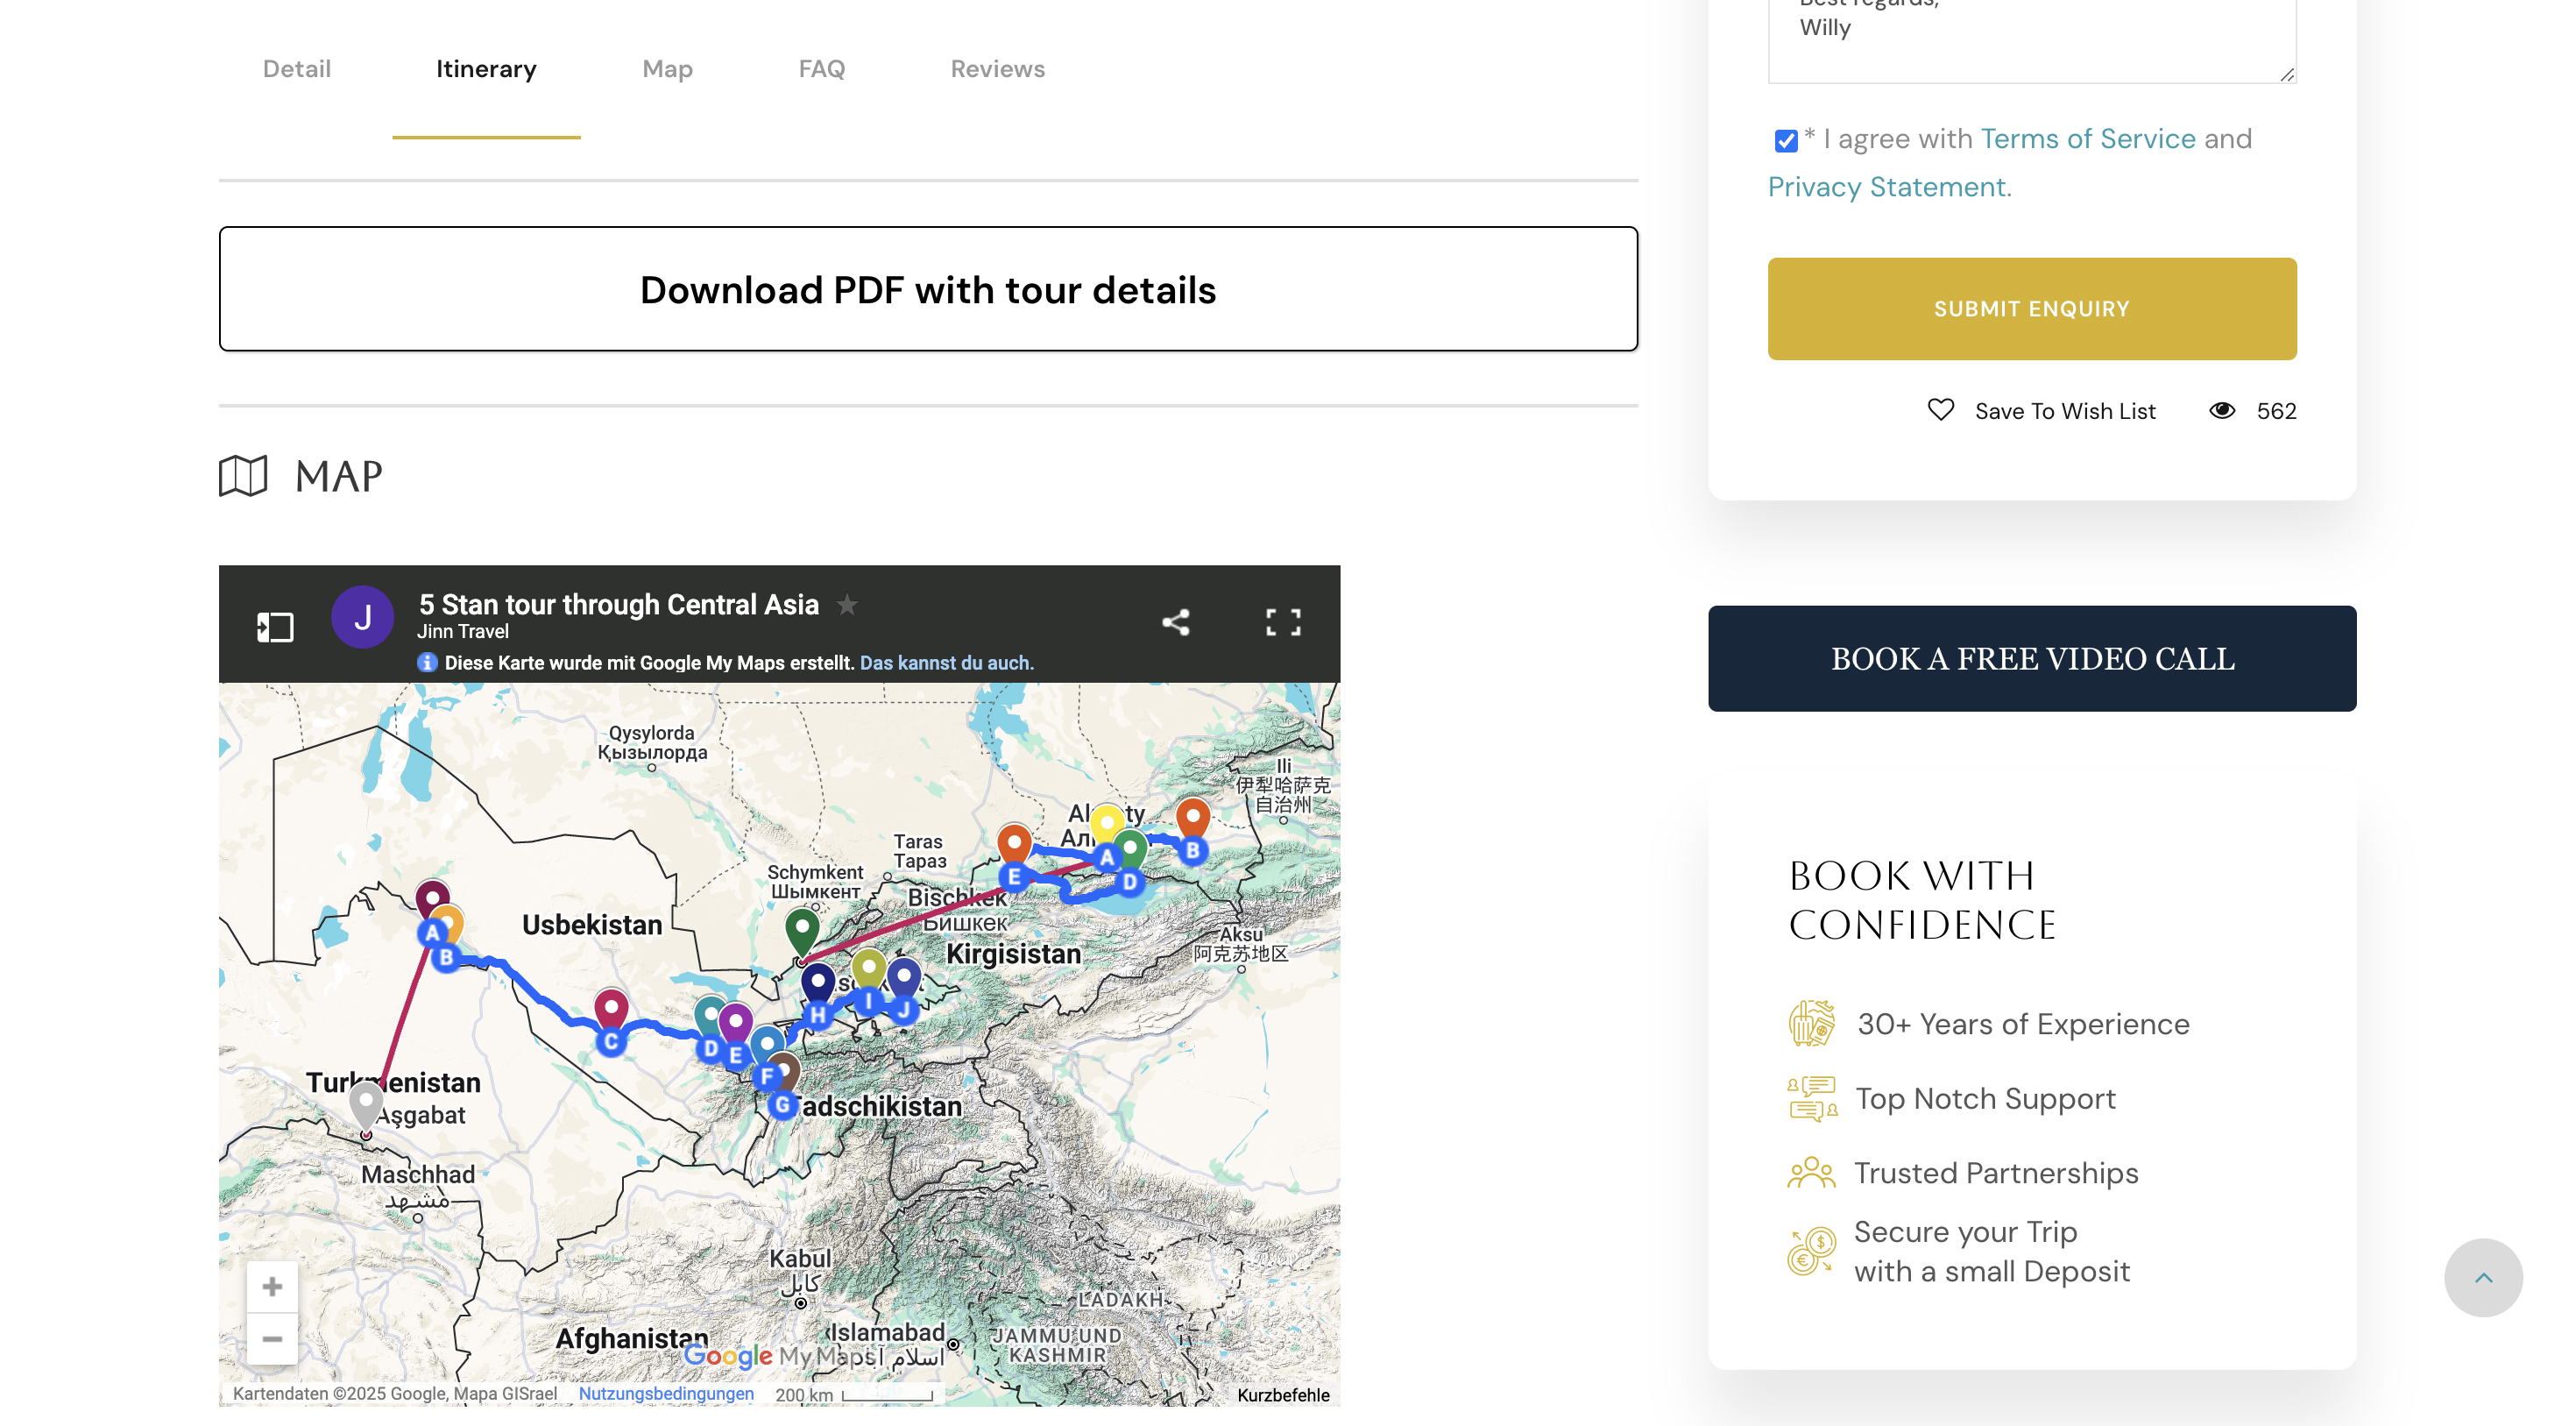 Detail
Itinerary
Map
FAQ
Reviews
Download PDF with tour details
MAP
5 Stan tour through Central Asia
Jinn Travel
J
Diese Karte wurde mit Google My Maps erstellt. Das kannst du auch.
Qysylorda
Қызылорда
Ili
伊犁哈萨克
自治州
Taras
Тараз
Schymkent
Шымкент
Bischkek
Бишкек
E
A
D
B
Usbekistan
Kirgisistan
Aksu
阿克苏地区
A
B
C
D
E
F
G
H
I
J
Turkmenistan
Aşgabat
Tadschikistan
Maschhad
مشهد
Kabul
کابل
LADAKH
Afghanistan
Islamabad
اسلام آباد
JAMMU UND
KASHMIR
Google My Maps
Kartendaten ©2025 Google, Mapa GISrael
Nutzungsbedingungen
200 km
Kurzbefehle
Willy
* I agree with Terms of Service and
Privacy Statement.
SUBMIT ENQUIRY
Save To Wish List
562
BOOK A FREE VIDEO CALL
BOOK WITH
CONFIDENCE
30+ Years of Experience
Top Notch Support
Trusted Partnerships
Secure your Trip
with a small Deposit